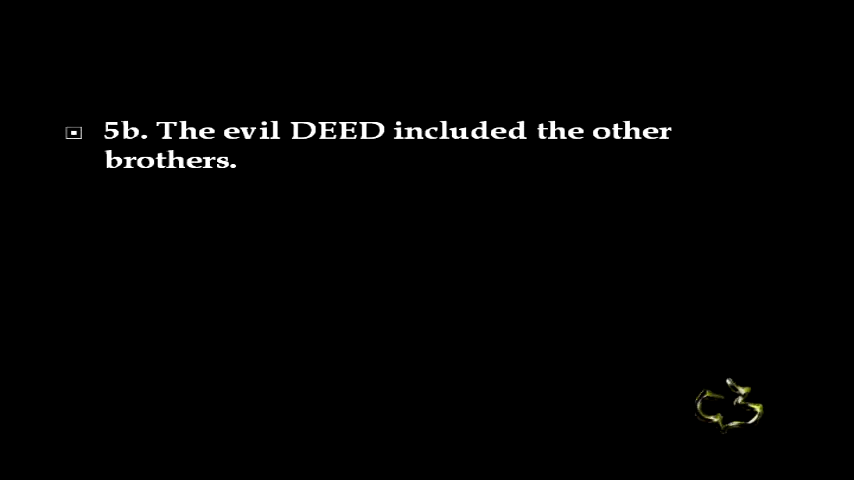 5b. The evil DEED included the other
brothers.